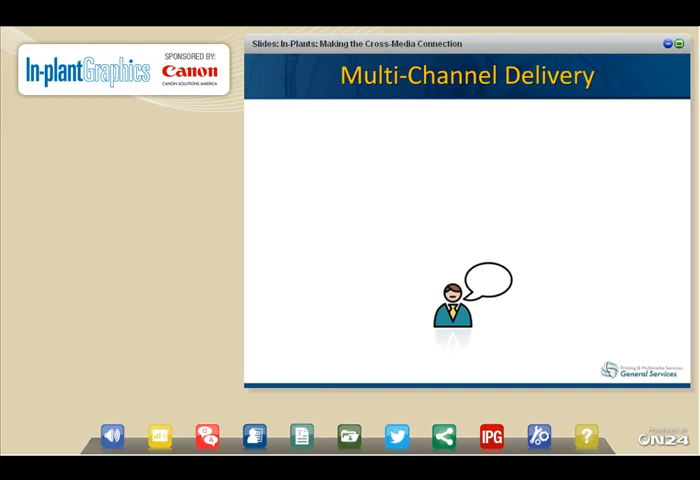 Slides: In-Plants: Making the Cross-Media Connection
In-plantGraphics
SPONSORED BY:
Canon
CANON SOLUTIONS AMERICA
Multi-Channel Delivery
Printing & Multimedia Services
General Services
Q
A
IPG
?
POWERED BY
ON24